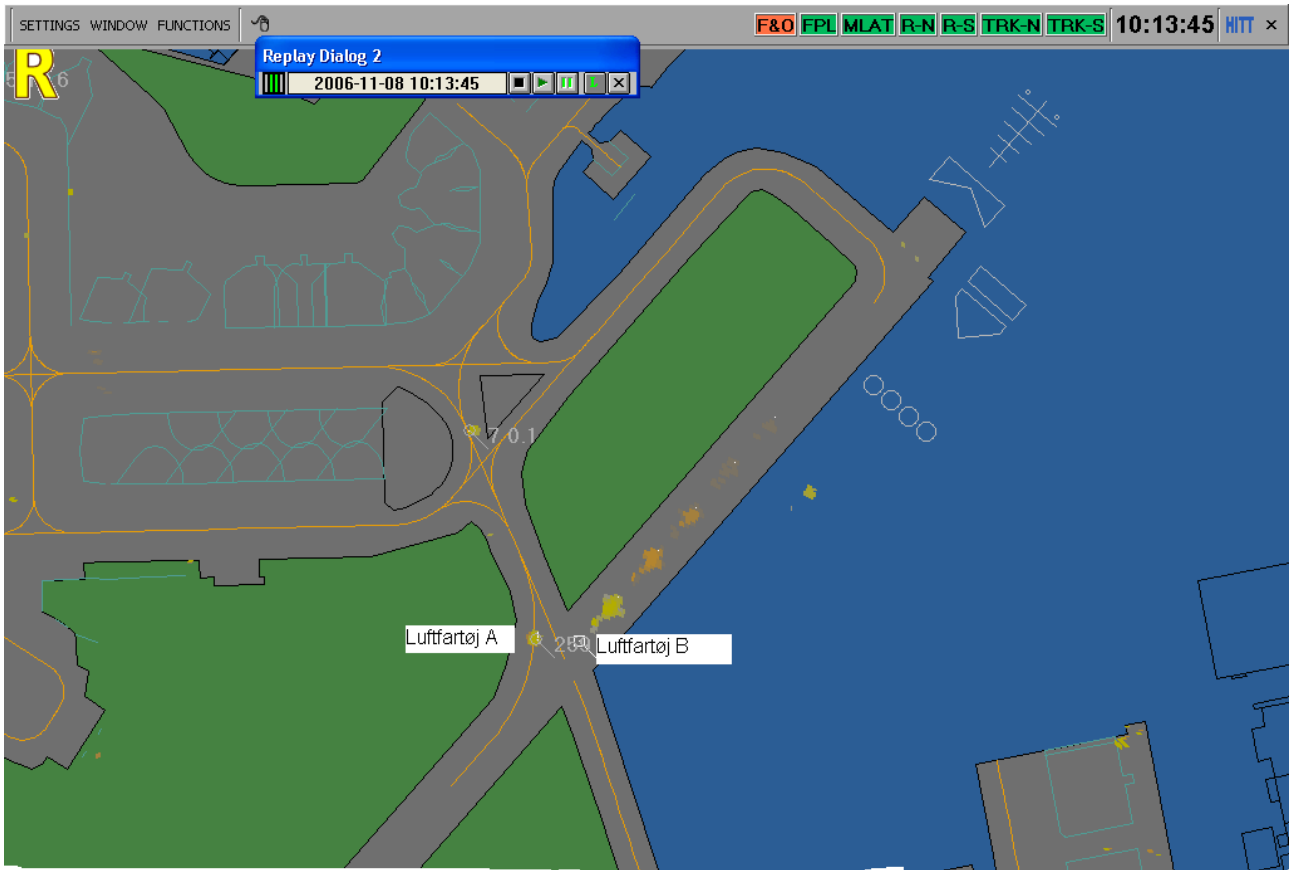 SETTINGS WINDOW FUNCTIONS
F&O FPL MLAT R-N R-S TRK-N TRK-S 10:13:45 HITT ×
Replay Dialog 2
2006-11-08 10:13:45
R
7 0.1
Luftfartøj A
Luftfartøj B